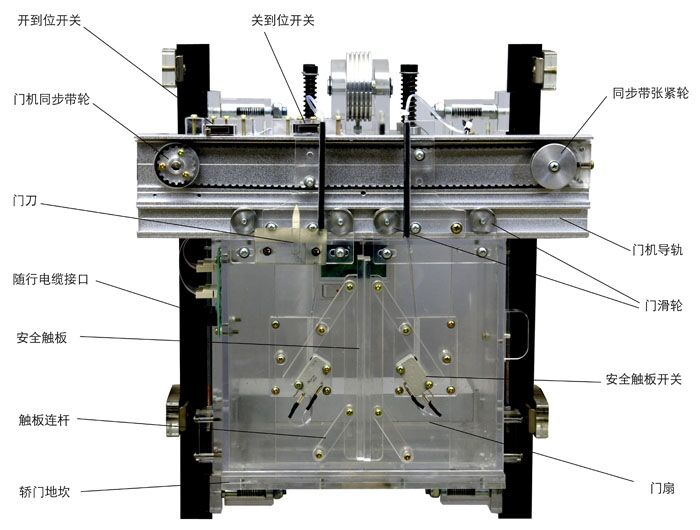 开到位开关
关到位开关
门机同步带轮
同步带张紧轮
门刀
门机导轨
随行电缆接口
门滑轮
安全触板
安全触板开关
触板连杆
门扇
轿门地坎